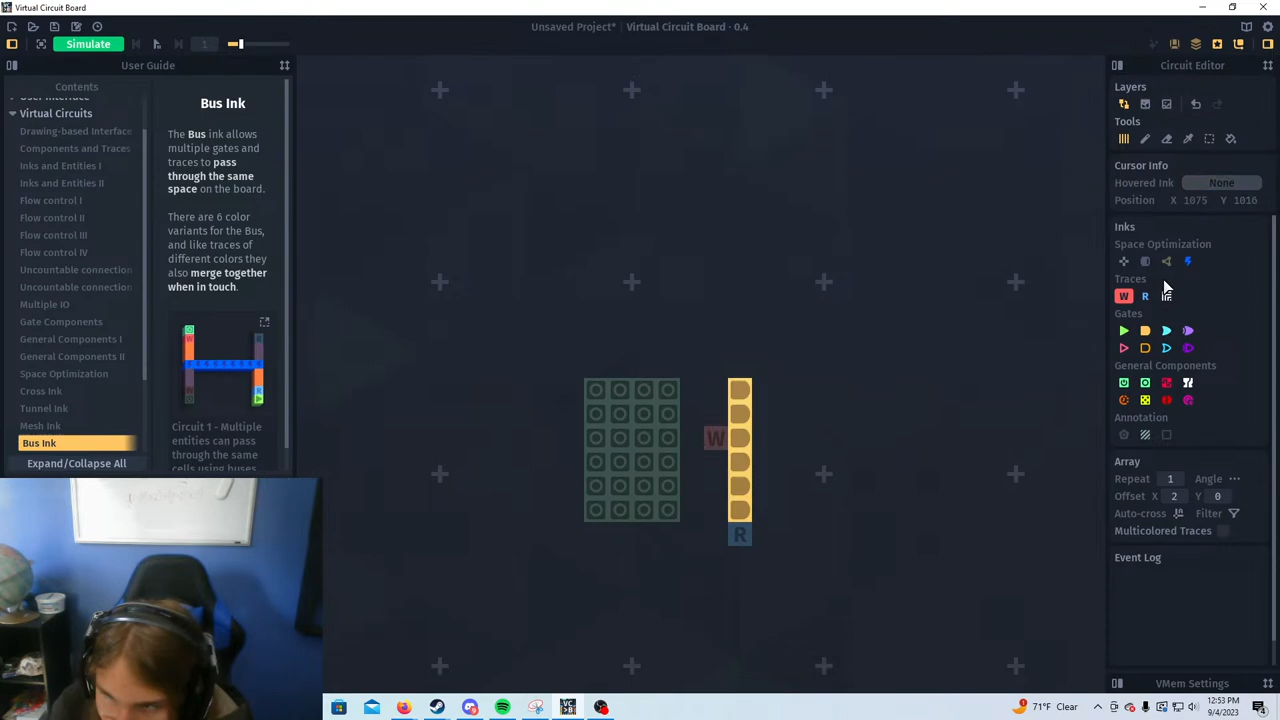 Virtual Circuit Board
Unsaved Project* | Virtual Circuit Board · 0.4
Simulate
1
User Guide
Circuit Editor
Contents
User Interface
Virtual Circuits
Drawing-based Interface
Components and Traces
Inks and Entities I
Inks and Entities II
Flow control I
Flow control II
Flow control III
Flow control IV
Uncountable connection
Uncountable connection
Multiple IO
Gate Components
General Components I
General Components II
Space Optimization
Cross Ink
Tunnel Ink
Mesh Ink
Bus Ink
Expand/Collapse All
Bus Ink
The Bus ink allows
multiple gates and
traces to pass
through the same
space on the board.
There are 6 color
variants for the Bus,
and like traces of
different colors they
also merge together
when in touch.
Circuit 1 - Multiple
entities can pass
through the same
cells using buses
W
R
Layers
Tools
Cursor Info
Hovered Ink None
Position X 1075 Y 1016
Inks
Space Optimization
Traces
W R
Gates
General Components
Annotation
Array
Repeat 1 Angle
Offset X 2 Y 0
Auto-cross Filter
Multicolored Traces
Event Log
VMem Settings
71°F Clear
12:53 PM
9/4/2023